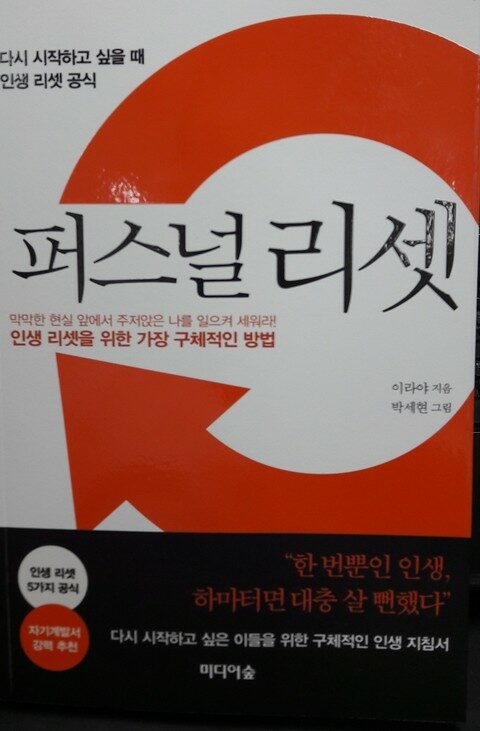 다시 시작하고 싶을 때
인생 리셋 공식
퍼스널 리셋
막막한 현실 앞에서 주저앉은 나를 일으켜 세워라!
인생 리셋을 위한 가장 구체적인 방법
이라야 지음
박세현 그림
인생 리셋
5가지 공식
자기계발서
강력 추천
“한 번뿐인 인생,
하마터면 대충 살 뻔했다”
다시 시작하고 싶은 이들을 위한 구체적인 인생 지침서
미디어숲